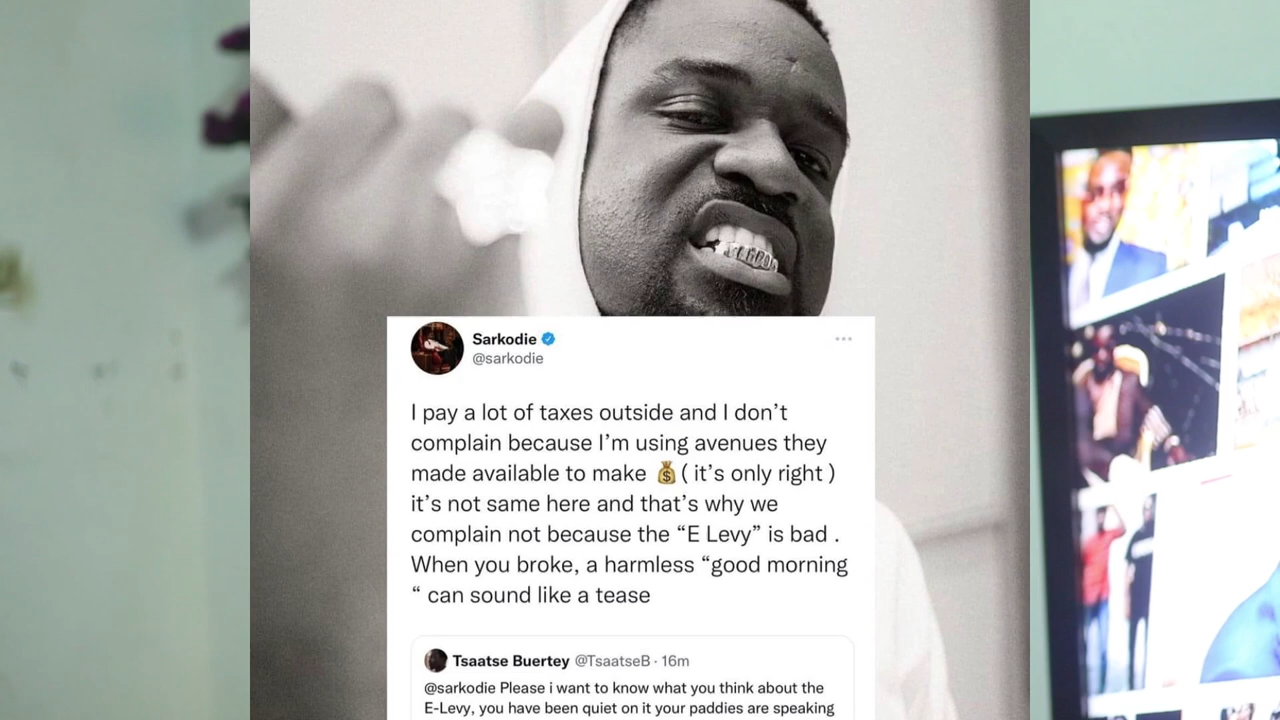 Sarkodie
@sarkodie
I pay a lot of taxes outside and I don’t
complain because I’m using avenues they
made available to make 💰 ( it’s only right )
it’s not same here and that’s why we
complain not because the “E Levy” is bad .
When you broke, a harmless “good morning
“ can sound like a tease
Tsaatse Buertey @TsaatseB · 16m
@sarkodie Please i want to know what you think about the
E-Levy, you have been quiet on it your paddies are speaking